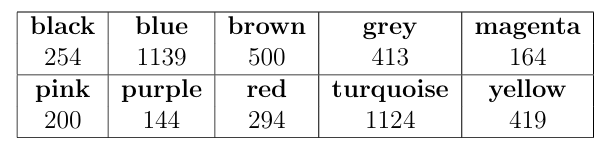 black blue brown grey magenta
254 1139 500 413 164
pink purple red turquoise yellow
200 144 294 1124 419